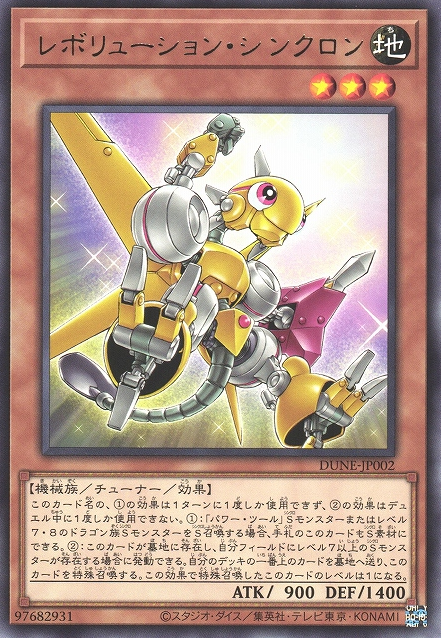 レボリューション・シンクロン
地
DUNE-JP002
【機械族／チューナー／効果】
このカード名の、①の効果は１ターンに１度しか使用できず、②の効果はデュ
エル中に１度しか使用できない。①：「パワー・ツール」Ｓモンスターまたはレベル
７・８のドラゴン族ＳモンスターをＳ召喚する場合、手札のこのカードもＳ素材に
できる。②：このカードが墓地に存在し、自分フィールドにレベル７以上のＳモンス
ターが存在する場合に発動できる。自分のデッキの一番上のカードを墓地へ送り、この
カードを特殊召喚する。この効果で特殊召喚したこのカードのレベルは１になる。
ATK/ 900 DEF/1400
97682931
©スタジオ・ダイス／集英社・テレビ東京・KONAMI